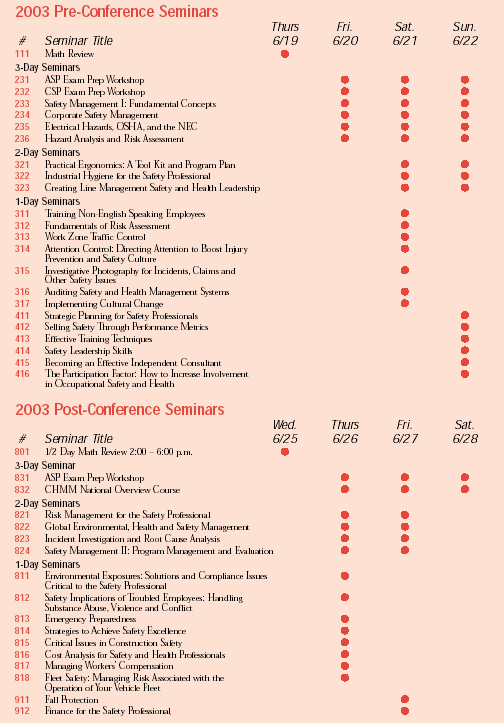 2003 Pre-Conference Seminars
Thurs Fri. Sat. Sun.
# Seminar Title 6/19 6/20 6/21 6/22
111 Math Review
3-Day Seminars
231 ASP Exam Prep Workshop
232 CSP Exam Prep Workshop
233 Safety Management I: Fundamental Concepts
234 Corporate Safety Management
235 Electrical Hazards, OSHA, and the NEC
236 Hazard Analysis and Risk Assessment
2-Day Seminars
321 Practical Ergonomics: A Tool Kit and Program Plan
322 Industrial Hygiene for the Safety Professional
323 Creating Line Management Safety and Health Leadership
1-Day Seminars
311 Training Non-English Speaking Employees
312 Fundamentals of Risk Assessment
313 Work Zone Traffic Control
314 Attention Control: Directing Attention to Boost Injury
Prevention and Safety Culture
315 Investigative Photography for Incidents, Claims and
Other Safety Issues
316 Auditing Safety and Health Management Systems
317 Implementing Cultural Change
411 Strategic Planning for Safety Professionals
412 Selling Safety Through Performance Metrics
413 Effective Training Techniques
414 Safety Leadership Skills
415 Becoming an Effective Independent Consultant
416 The Participation Factor: How to Increase Involvement
in Occupational Safety and Health
2003 Post-Conference Seminars
Wed. Thurs Fri. Sat.
# Seminar Title 6/25 6/26 6/27 6/28
801 1/2 Day Math Review 2:00 – 6:00 p.m.
3-Day Seminar
831 ASP Exam Prep Workshop
832 CHMM National Overview Course
2-Day Seminars
821 Risk Management for the Safety Professional
822 Global Environmental, Health and Safety Management
823 Incident Investigation and Root Cause Analysis
824 Safety Management II: Program Management and Evaluation
1-Day Seminars
811 Environmental Exposures: Solutions and Compliance Issues
Critical to the Safety Professional
812 Safety Implications of Troubled Employees: Handling
Substance Abuse, Violence and Conflict
813 Emergency Preparedness
814 Strategies to Achieve Safety Excellence
815 Critical Issues in Construction Safety
816 Cost Analysis for Safety and Health Professionals
817 Managing Workers' Compensation
818 Fleet Safety: Managing Risk Associated with the
Operation of Your Vehicle Fleet
911 Fall Protection
912 Finance for the Safety Professional